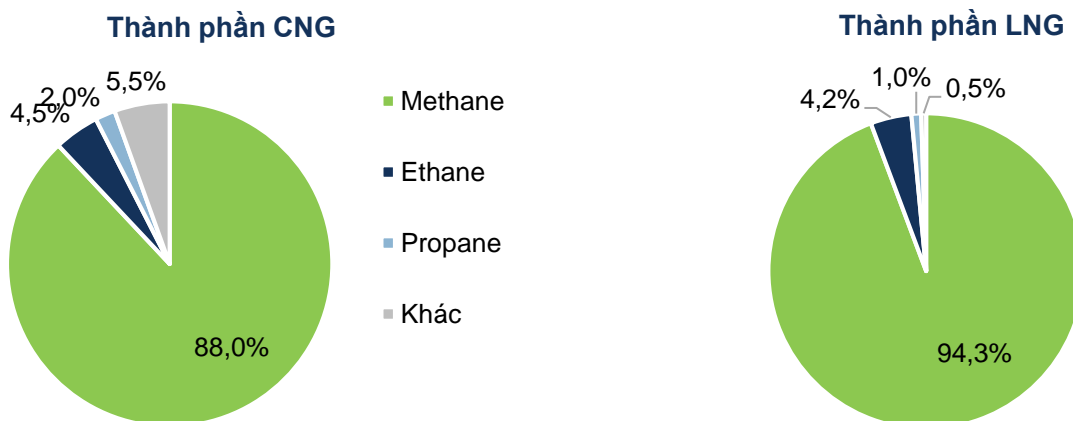 Thành phần CNG
5,5%
2,0%
4,5%
88,0%
Methane
Ethane
Propane
Khác
Thành phần LNG
1,0%
0,5%
4,2%
94,3%